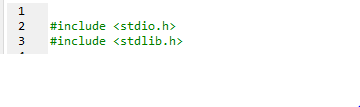 1
2 #include <stdio.h>
3 #include <stdlib.h>